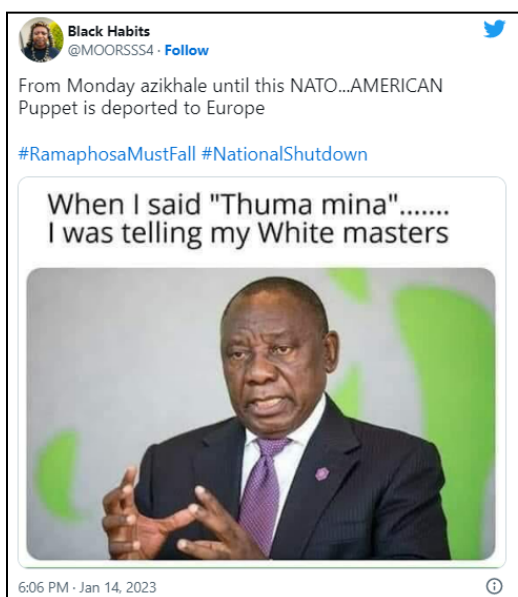 Black Habits
@MOORSSS4 · Follow
From Monday azikhale until this NATO...AMERICAN
Puppet is deported to Europe
#RamaphosaMustFall #NationalShutdown
When I said "Thuma mina".......
I was telling my White masters
6:06 PM · Jan 14, 2023